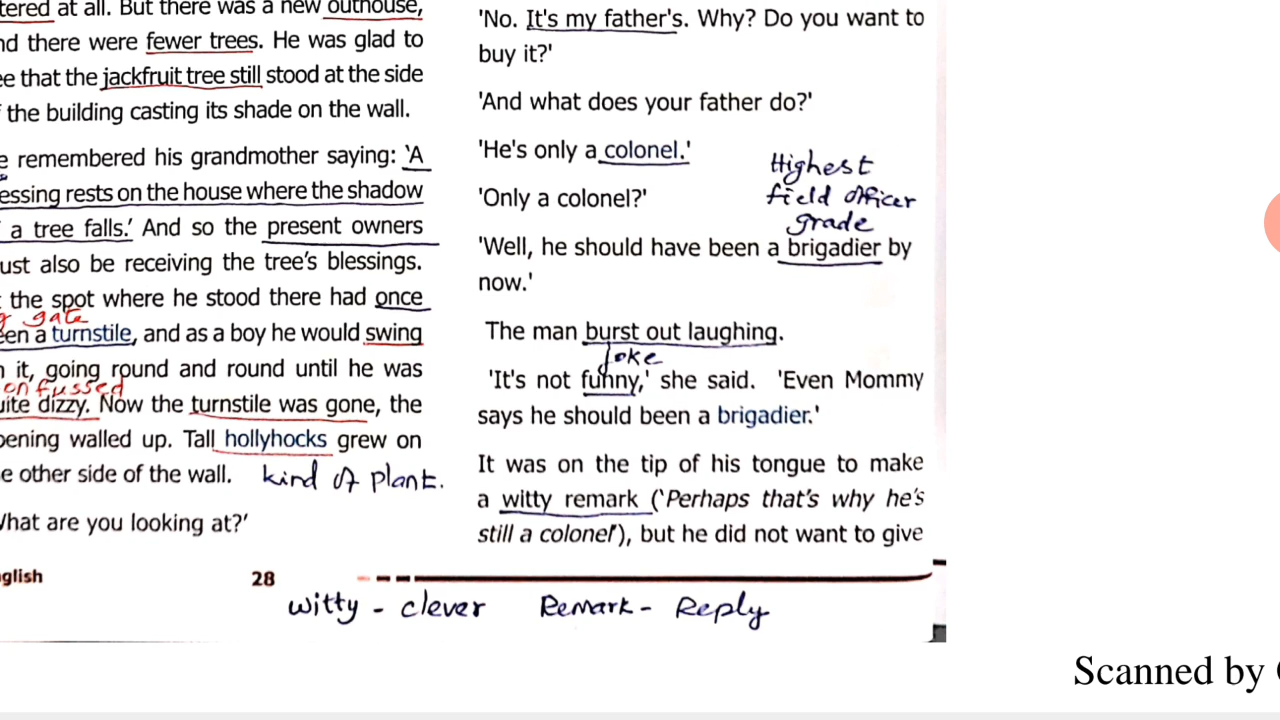 tered at all. But there was a new outhouse,
nd there were fewer trees. He was glad to
ee that the jackfruit tree still stood at the side
the building casting its shade on the wall.
e remembered his grandmother saying: 'A
essing rests on the house where the shadow
a tree falls.' And so the present owners
ust also be receiving the tree's blessings.
the spot where he stood there had once
gate
een a turnstile, and as a boy he would swing
n it, going round and round until he was
onfussed
uite dizzy. Now the turnstile was gone, the
pening walled up. Tall hollyhocks grew on
e other side of the wall. kind of plant.
hat are you looking at?'
'No. It's my father's. Why? Do you want to
buy it?'
'And what does your father do?'
'He's only a colonel.'
Highest
'Only a colonel?' field officer
grade
'Well, he should have been a brigadier by
now.'
The man burst out laughing.
Joke
'It's not funny,' she said. 'Even Mommy
says he should been a brigadier.'
It was on the tip of his tongue to make
a witty remark ('Perhaps that's why he's
still a colonel'), but he did not want to give
glish 28
witty - clever Remark - Reply
Scanned by